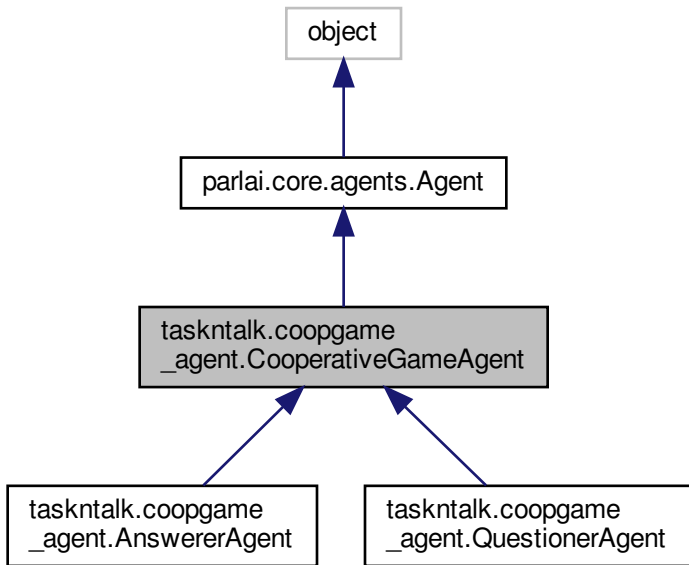 object
parlai.core.agents.Agent
taskntalk.coopgame
_agent.CooperativeGameAgent
taskntalk.coopgame
_agent.AnswererAgent
taskntalk.coopgame
_agent.QuestionerAgent